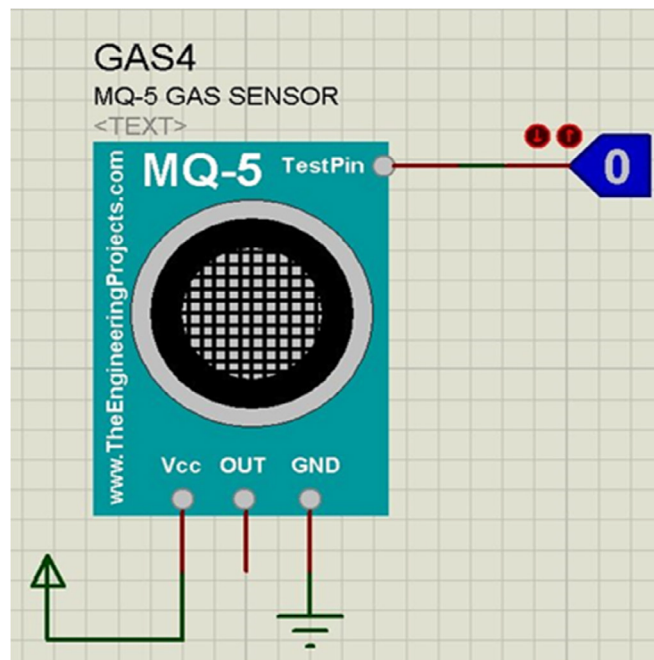 GAS4
MQ-5 GAS SENSOR
<TEXT>
MQ-5
TestPin
0
www.TheEngineeringProjects.com
Vcc OUT GND